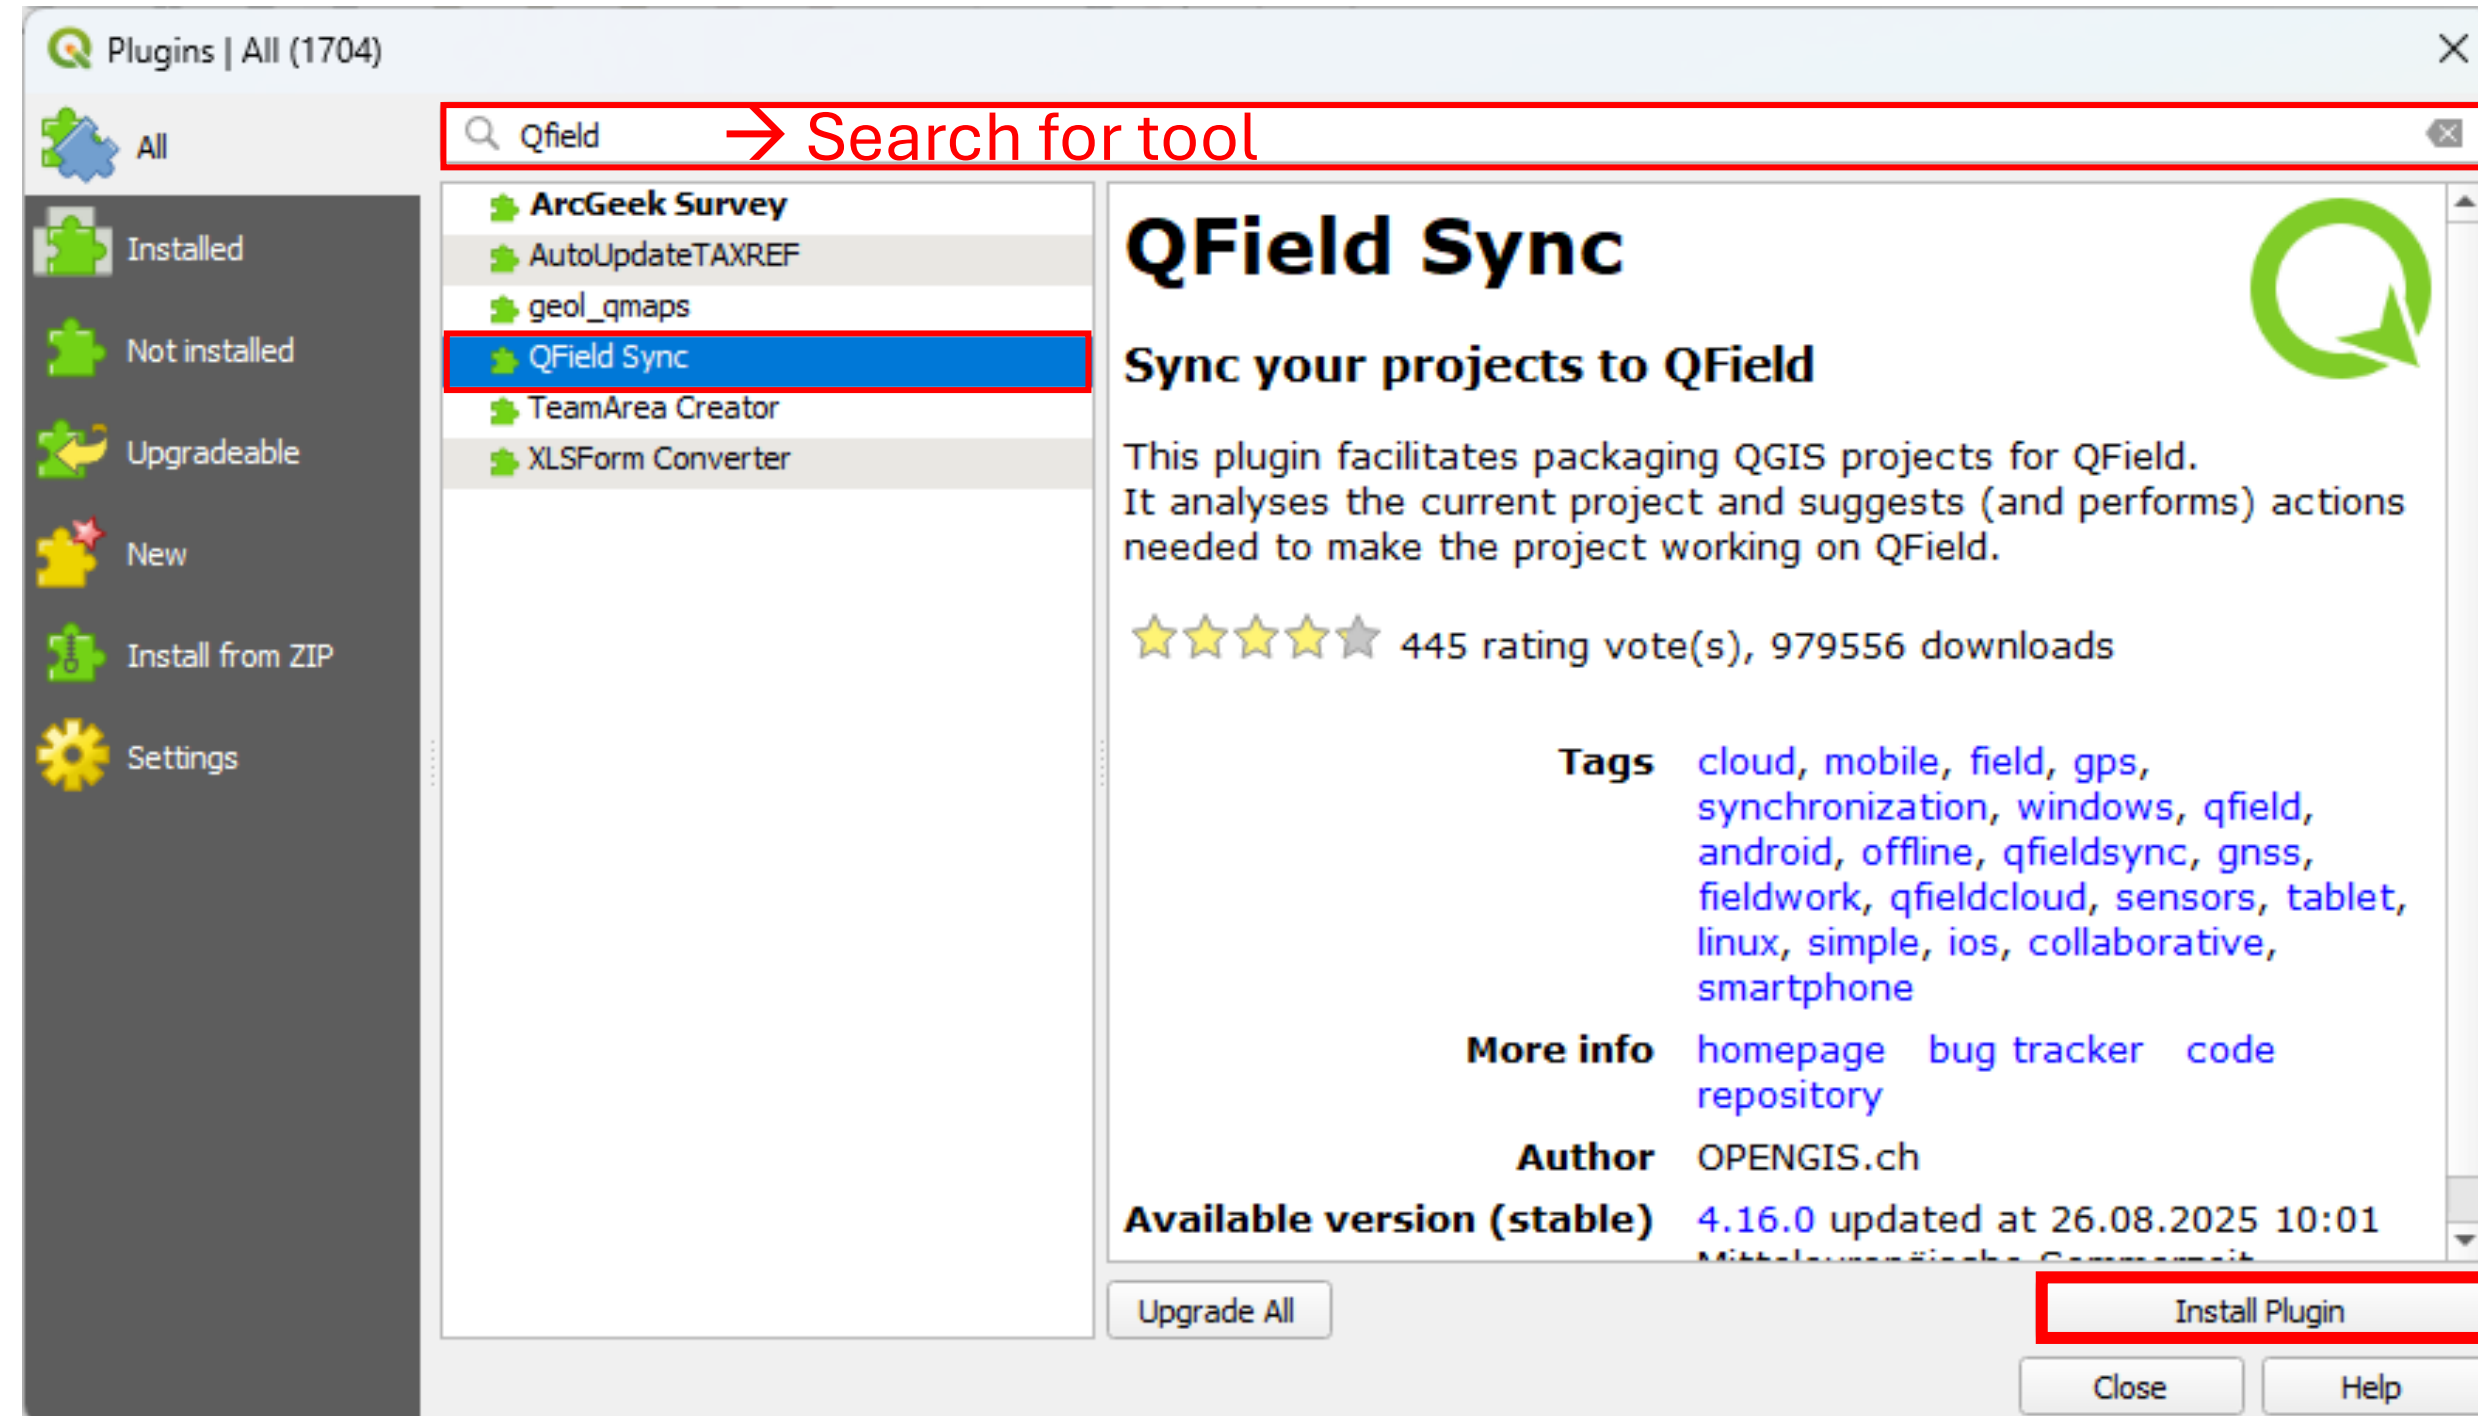 Plugins | All (1704)
All
Installed
Not installed
Upgradeable
New
Install from ZIP
Settings
Qfield → Search for tool
ArcGeek Survey
AutoUpdateTAXREF
geol_qmaps
QField Sync
TeamArea Creator
XLSForm Converter
QField Sync
Sync your projects to QField
This plugin facilitates packaging QGIS projects for QField.
It analyses the current project and suggests (and performs) actions
needed to make the project working on QField.
445 rating vote(s), 979556 downloads
Tags cloud, mobile, field, gps,
synchronization, windows, qfield,
android, offline, qfieldsync, gnss,
fieldwork, qfieldcloud, sensors, tablet,
linux, simple, ios, collaborative,
smartphone
More info homepage bug tracker code
repository
Author OPENGIS.ch
Available version (stable) 4.16.0 updated at 26.08.2025 10:01
Mitteleuropäische Sommerzeit
Upgrade All
Install Plugin
Close
Help